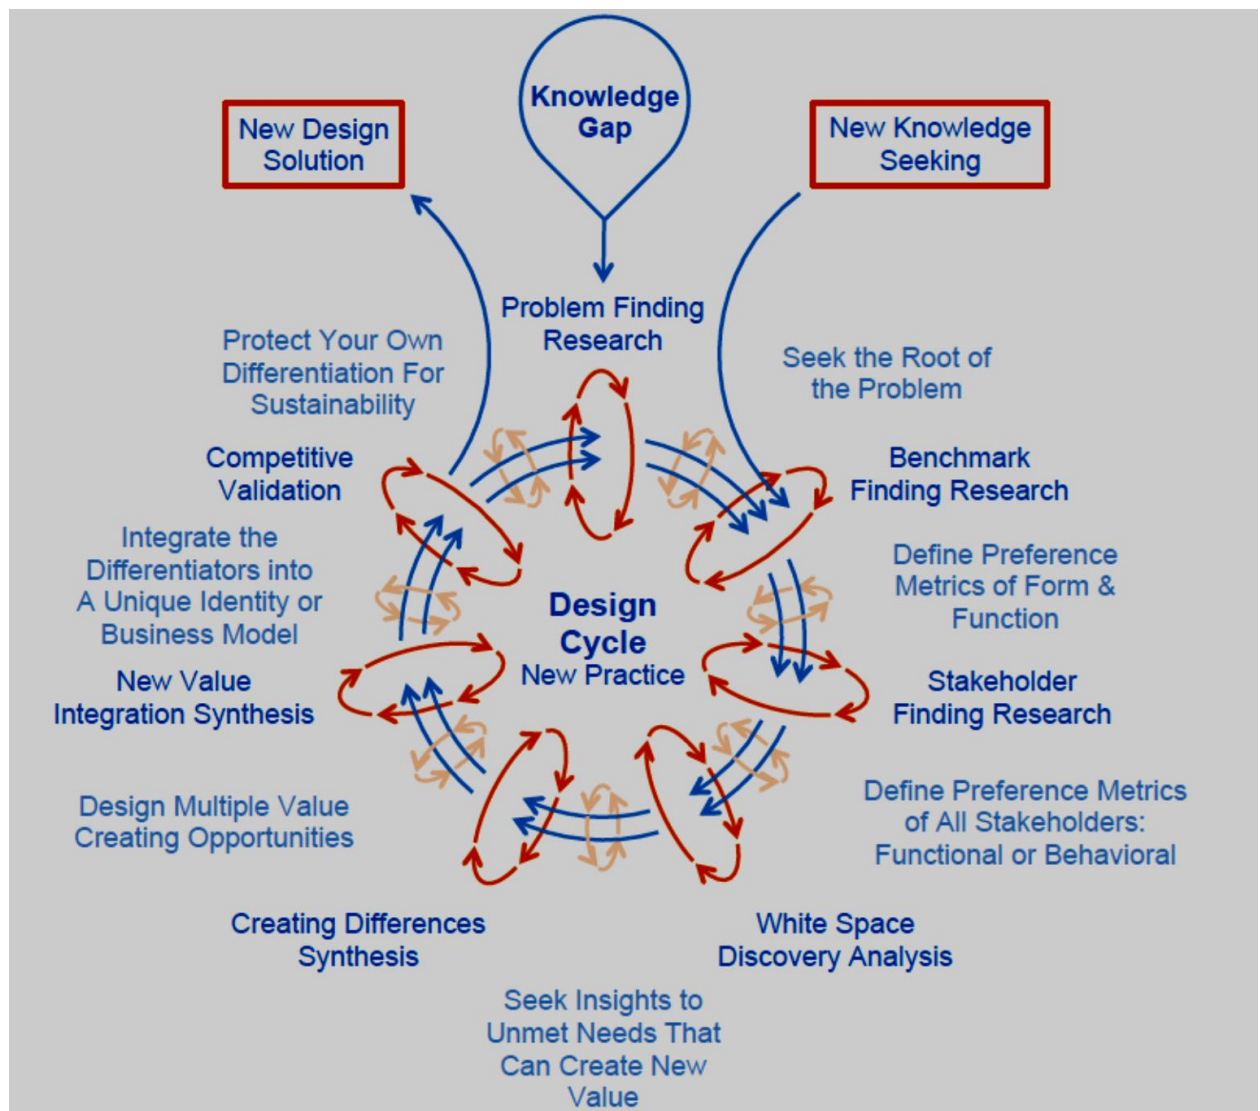 Knowledge
Gap
New Design
Solution
New Knowledge
Seeking
Problem Finding
Research
Protect Your Own
Differentiation For
Sustainability
Seek the Root of
the Problem
Competitive
Validation
Benchmark
Finding Research
Integrate the
Differentiators into
A Unique Identity or
Business Model
Define Preference
Metrics of Form &
Function
Design
Cycle
New Practice
New Value
Integration Synthesis
Stakeholder
Finding Research
Design Multiple Value
Creating Opportunities
Define Preference Metrics
of All Stakeholders:
Functional or Behavioral
Creating Differences
Synthesis
White Space
Discovery Analysis
Seek Insights to
Unmet Needs That
Can Create New
Value